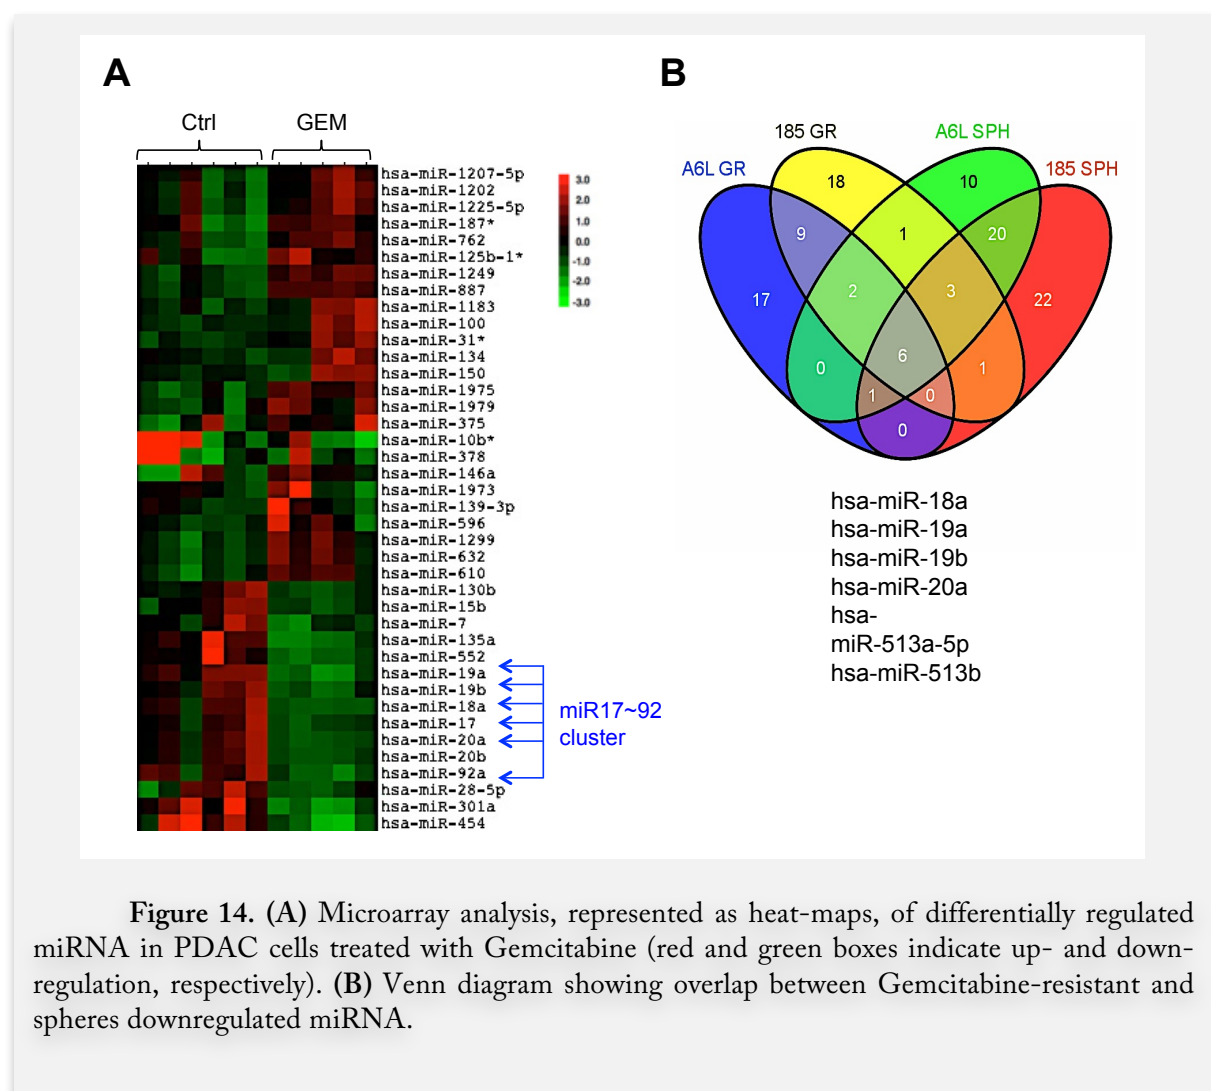 A
Ctrl GEM
hsa-miR-1207-5p
hsa-miR-1202
hsa-miR-1225-5p
hsa-miR-187*
hsa-miR-762
hsa-miR-125b-1*
hsa-miR-1249
hsa-miR-887
hsa-miR-1183
hsa-miR-100
hsa-miR-31*
hsa-miR-134
hsa-miR-150
hsa-miR-1975
hsa-miR-1979
hsa-miR-375
hsa-miR-10b*
hsa-miR-378
hsa-miR-146a
hsa-miR-1973
hsa-miR-139-3p
hsa-miR-596
hsa-miR-1299
hsa-miR-632
hsa-miR-610
hsa-miR-130b
hsa-miR-15b
hsa-miR-7
hsa-miR-135a
hsa-miR-552
hsa-miR-19a
hsa-miR-19b
hsa-miR-18a
hsa-miR-17
hsa-miR-20a
hsa-miR-20b
hsa-miR-92a
hsa-miR-28-5p
hsa-miR-301a
hsa-miR-454
3.0
2.0
1.0
0.0
-1.0
-2.0
-3.0
miR17~92
cluster
B
185 GR A6L SPH
A6L GR 185 SPH
18 10
9 1 20
17 2 3 22
6
0 1
1 0
0
hsa-miR-18a
hsa-miR-19a
hsa-miR-19b
hsa-miR-20a
hsa-
miR-513a-5p
hsa-miR-513b
Figure 14. (A) Microarray analysis, represented as heat-maps, of differentially regulated
miRNA in PDAC cells treated with Gemcitabine (red and green boxes indicate up- and down-
regulation, respectively). (B) Venn diagram showing overlap between Gemcitabine-resistant and
spheres downregulated miRNA.